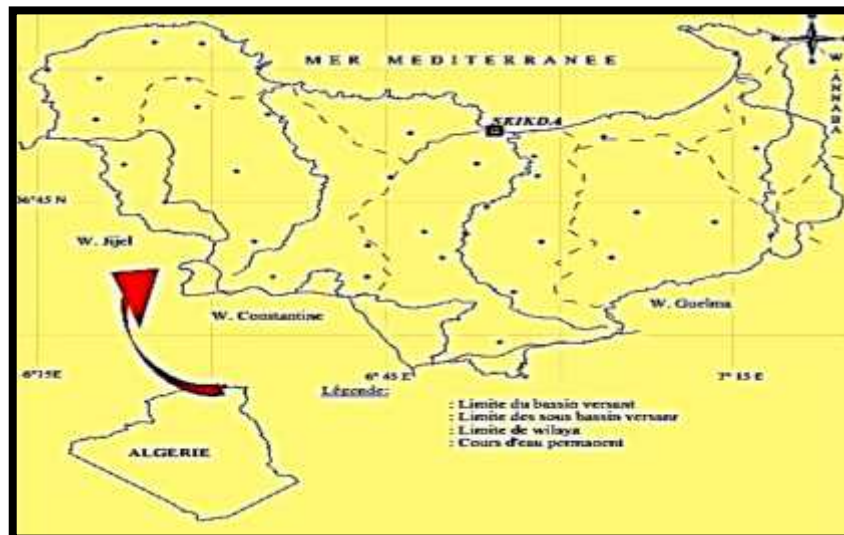 MER MEDITERRANEE
W. ANNABA
SKIKDA
36°45 N
W. Jijel
W. Constantine
W. Guelma
6°15E
6°45 E
7°15 E
Légende:
: Limite du bassin versant
: Limite des sous bassin versant
: Limite de wilaya
: Cours d'eau permanent
ALGERIE